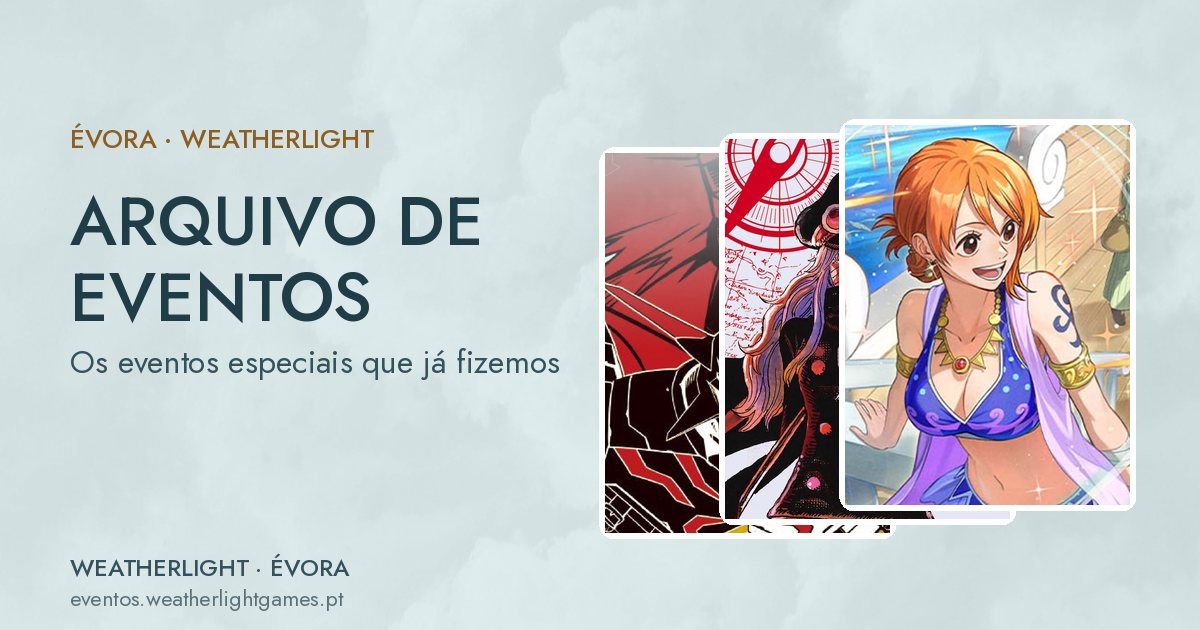 ÉVORA · WEATHERLIGHT
ARQUIVO DE
EVENTOS
Os eventos especiais que já fizemos
WEATHERLIGHT · ÉVORA
eventos.weatherlightgames.pt